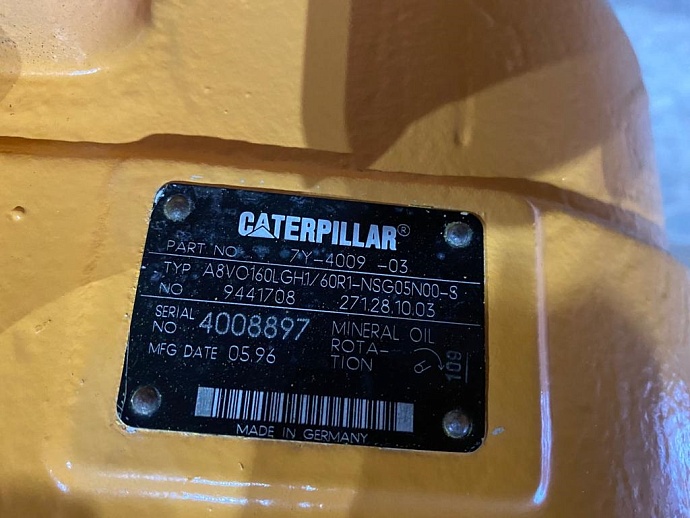 CATERPILLAR®
PART NO. 7Y-4009 -03
TYP A8VO160LGH1/60R1-NSG05N00-S
NO 9441708 271.28.10.03
SERIAL NO 4008897 MINERAL OIL
MFG DATE 05.96 ROTA-TION 109
MADE IN GERMANY